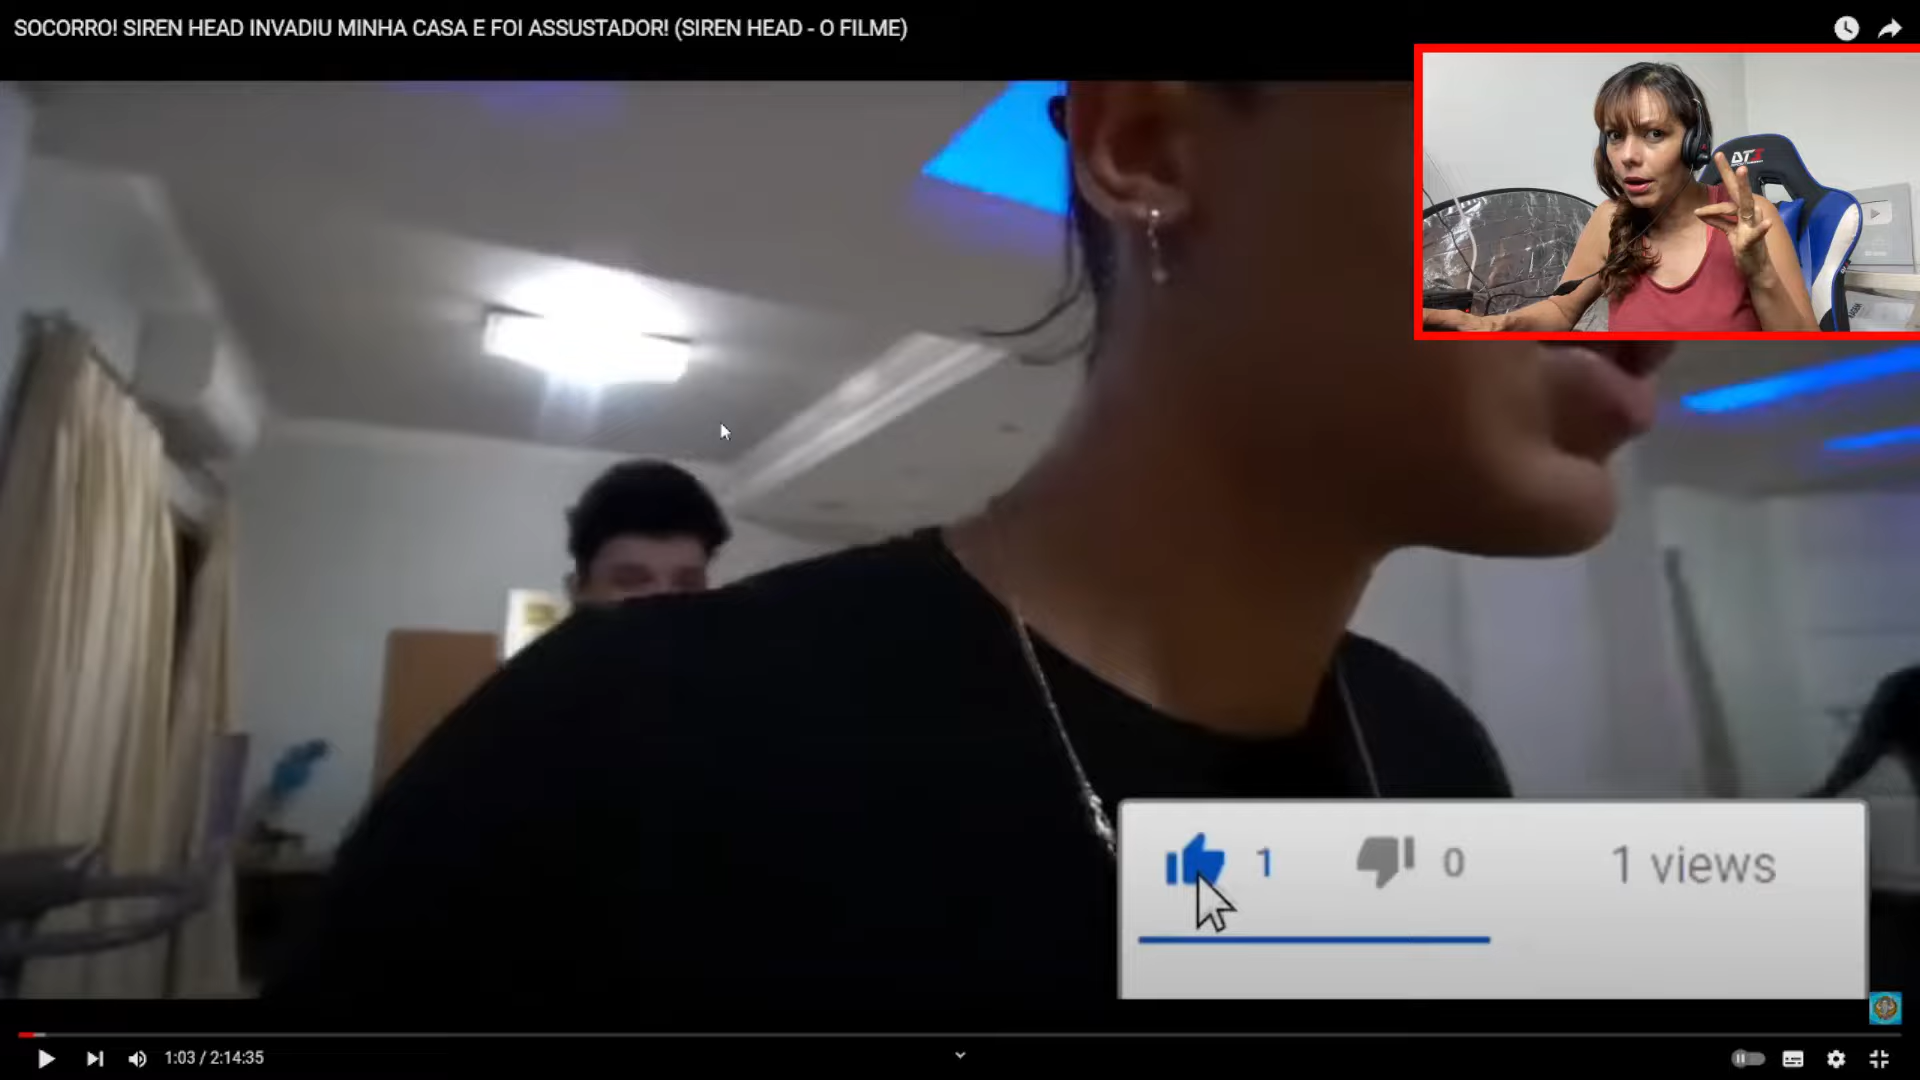 SOCORRO! SIREN HEAD INVADIU MINHA CASA E FOI ASSUSTADOR! (SIREN HEAD - O FILME)
DT3
1
0
1 views
1:03 / 2:14:35